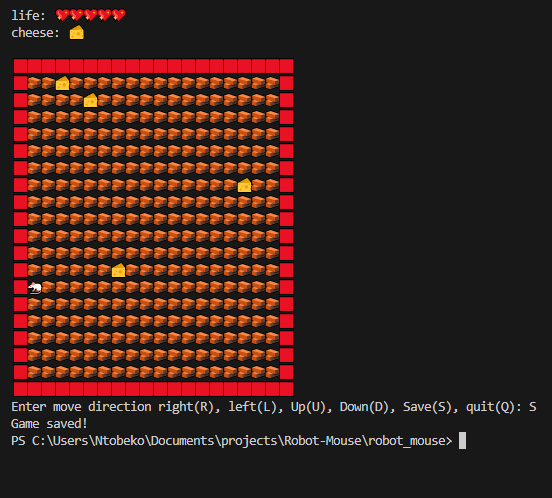 life: 💖💖💖💖💖
cheese: 🧀
Enter move direction right(R), left(L), Up(U), Down(D), Save(S), quit(Q): S
Game saved!
PS C:\Users\Ntobeko\Documents\projects\Robot-Mouse\robot_mouse>